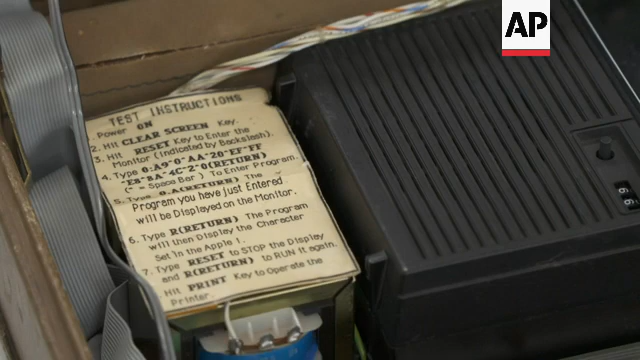 AP
TEST INSTRUCTIONS
Power ON
2. Hit CLEAR SCREEN Key.
3. Hit RESET Key to Enter the
Monitor (Indicated by Backslash).
4. Type 0:A9^0^AA^20^EF^FF
^E8^8A^4C^2^0(RETURN)
(^ = Space Bar) To Enter Program.
5. Type 0.A(RETURN) The
Program you have just Entered
will be Displayed on the Monitor.
6. Type R(RETURN) The Program
will then Display the Character
Set in the Apple 1.
7. Type RESET to STOP the Display
and R(RETURN) to RUN it again.
Hit PRINT Key to Operate the
Printer.